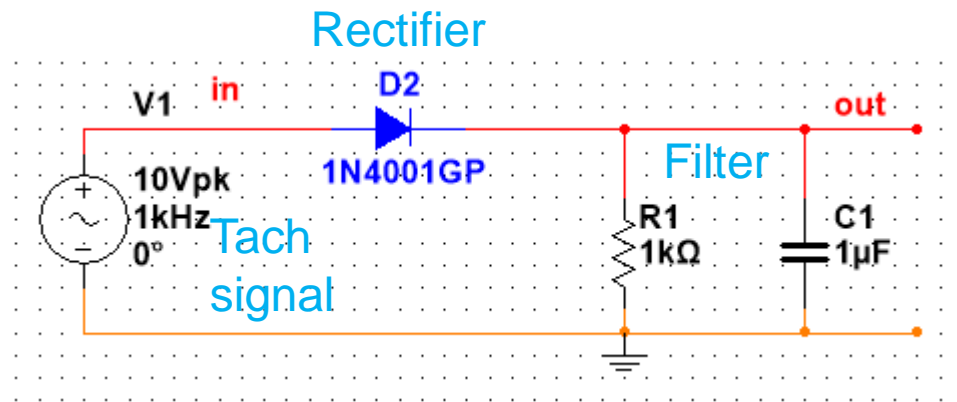 Rectifier
V1
in
D2
out
10Vpk
1kHz
0°
1N4001GP
Tach
signal
Filter
R1
1kΩ
C1
1µF